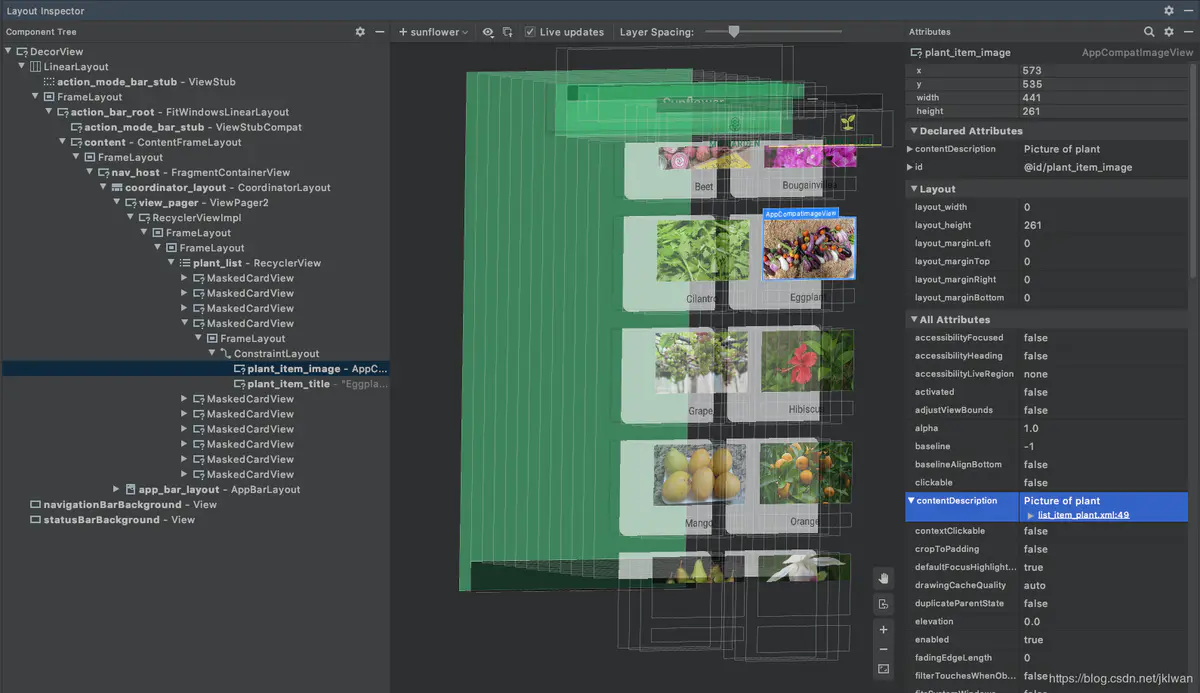 Layout Inspector
Component Tree
DecorView
LinearLayout
action_mode_bar_stub - ViewStub
FrameLayout
action_bar_root - FitWindowsLinearLayout
action_mode_bar_stub - ViewStubCompat
content - ContentFrameLayout
FrameLayout
nav_host - FragmentContainerView
coordinator_layout - CoordinatorLayout
view_pager - ViewPager2
RecyclerViewImpl
FrameLayout
FrameLayout
plant_list - RecyclerView
MaskedCardView
MaskedCardView
MaskedCardView
MaskedCardView
FrameLayout
ConstraintLayout
plant_item_image - AppC...
plant_item_title - "Eggpla...
MaskedCardView
MaskedCardView
MaskedCardView
MaskedCardView
MaskedCardView
MaskedCardView
app_bar_layout - AppBarLayout
navigationBarBackground - View
statusBarBackground - View
+ sunflower
Live updates
Layer Spacing:
Sunflower
Beet
Bougainvillea
AppCompatImageView
Cilantro
Eggplant
Grape
Hibiscus
Mango
Orange
Attributes
plant_item_image AppCompatImageView
x 573
y 535
width 441
height 261
Declared Attributes
contentDescription Picture of plant
id @id/plant_item_image
Layout
layout_width 0
layout_height 261
layout_marginLeft 0
layout_marginTop 0
layout_marginRight 0
layout_marginBottom 0
All Attributes
accessibilityFocused false
accessibilityHeading false
accessibilityLiveRegion none
activated false
adjustViewBounds false
alpha 1.0
baseline -1
baselineAlignBottom false
clickable false
contentDescription Picture of plant
list_item_plant.xml:49
contextClickable false
cropToPadding false
defaultFocusHighlight... true
drawingCacheQuality auto
duplicateParentState false
elevation 0.0
enabled true
fadingEdgeLength 0
filterTouchesWhenOb... false
https://blog.csdn.net/jklwan